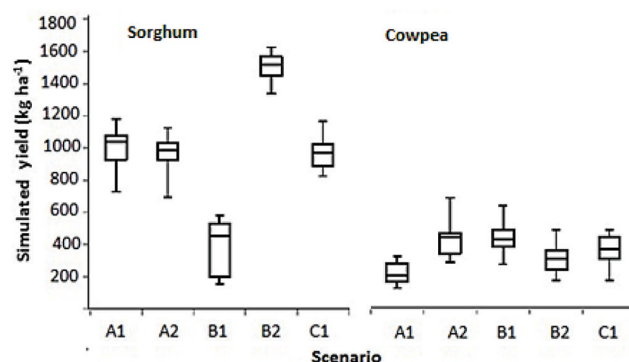 Sorghum
Cowpea
Simulated yield (kg ha⁻¹)
1800
1600
1400
1200
1000
800
600
400
200
A1 A2 B1 B2 C1
A1 A2 B1 B2 C1
Scenario